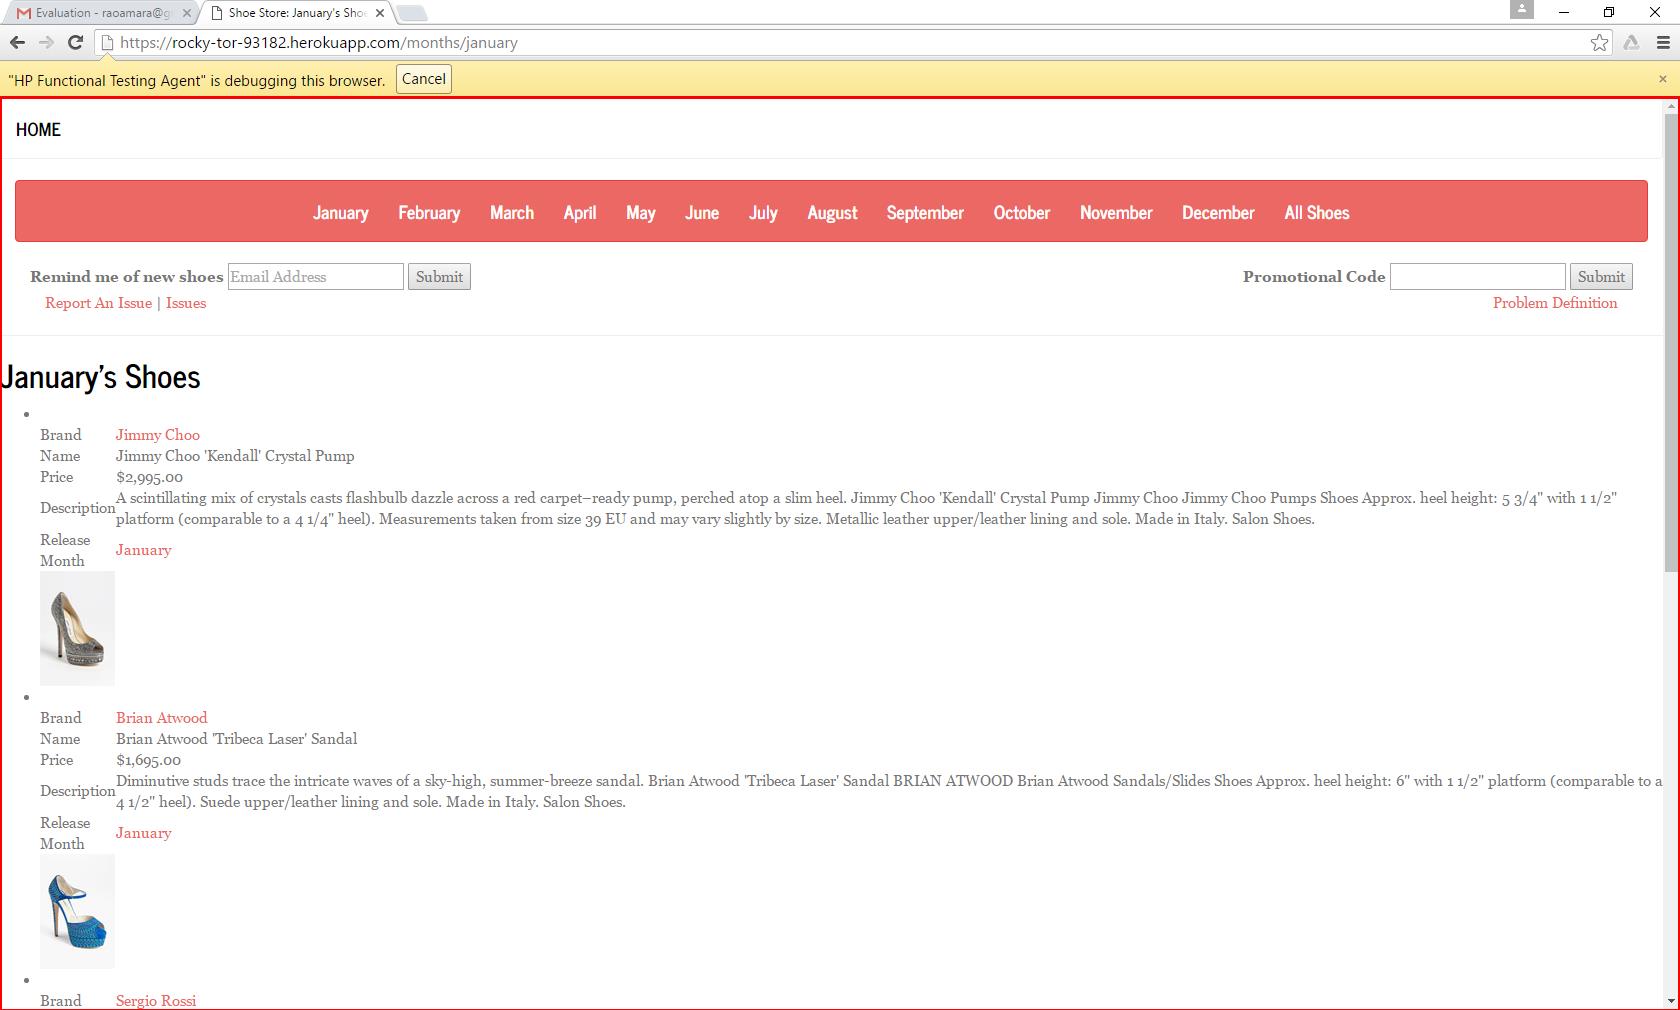 Evaluation - raoamara@g
Shoe Store: January's Shoe
https://rocky-tor-93182.herokuapp.com/months/january
"HP Functional Testing Agent" is debugging this browser. Cancel
HOME
January February March April May June July August September October November December All Shoes
Remind me of new shoes Email Address Submit Promotional Code Submit
Report An Issue | Issues Problem Definition
January's Shoes
Brand Jimmy Choo
Name Jimmy Choo 'Kendall' Crystal Pump
Price $2,995.00
Description A scintillating mix of crystals casts flashbulb dazzle across a red carpet–ready pump, perched atop a slim heel. Jimmy Choo 'Kendall' Crystal Pump Jimmy Choo Jimmy Choo Pumps Shoes Approx. heel height: 5 3/4" with 1 1/2"
platform (comparable to a 4 1/4" heel). Measurements taken from size 39 EU and may vary slightly by size. Metallic leather upper/leather lining and sole. Made in Italy. Salon Shoes.
Release
Month January
Brand Brian Atwood
Name Brian Atwood 'Tribeca Laser' Sandal
Price $1,695.00
Description Diminutive studs trace the intricate waves of a sky-high, summer-breeze sandal. Brian Atwood 'Tribeca Laser' Sandal BRIAN ATWOOD Brian Atwood Sandals/Slides Shoes Approx. heel height: 6" with 1 1/2" platform (comparable to a
4 1/2" heel). Suede upper/leather lining and sole. Made in Italy. Salon Shoes.
Release
Month January
Brand Sergio Rossi